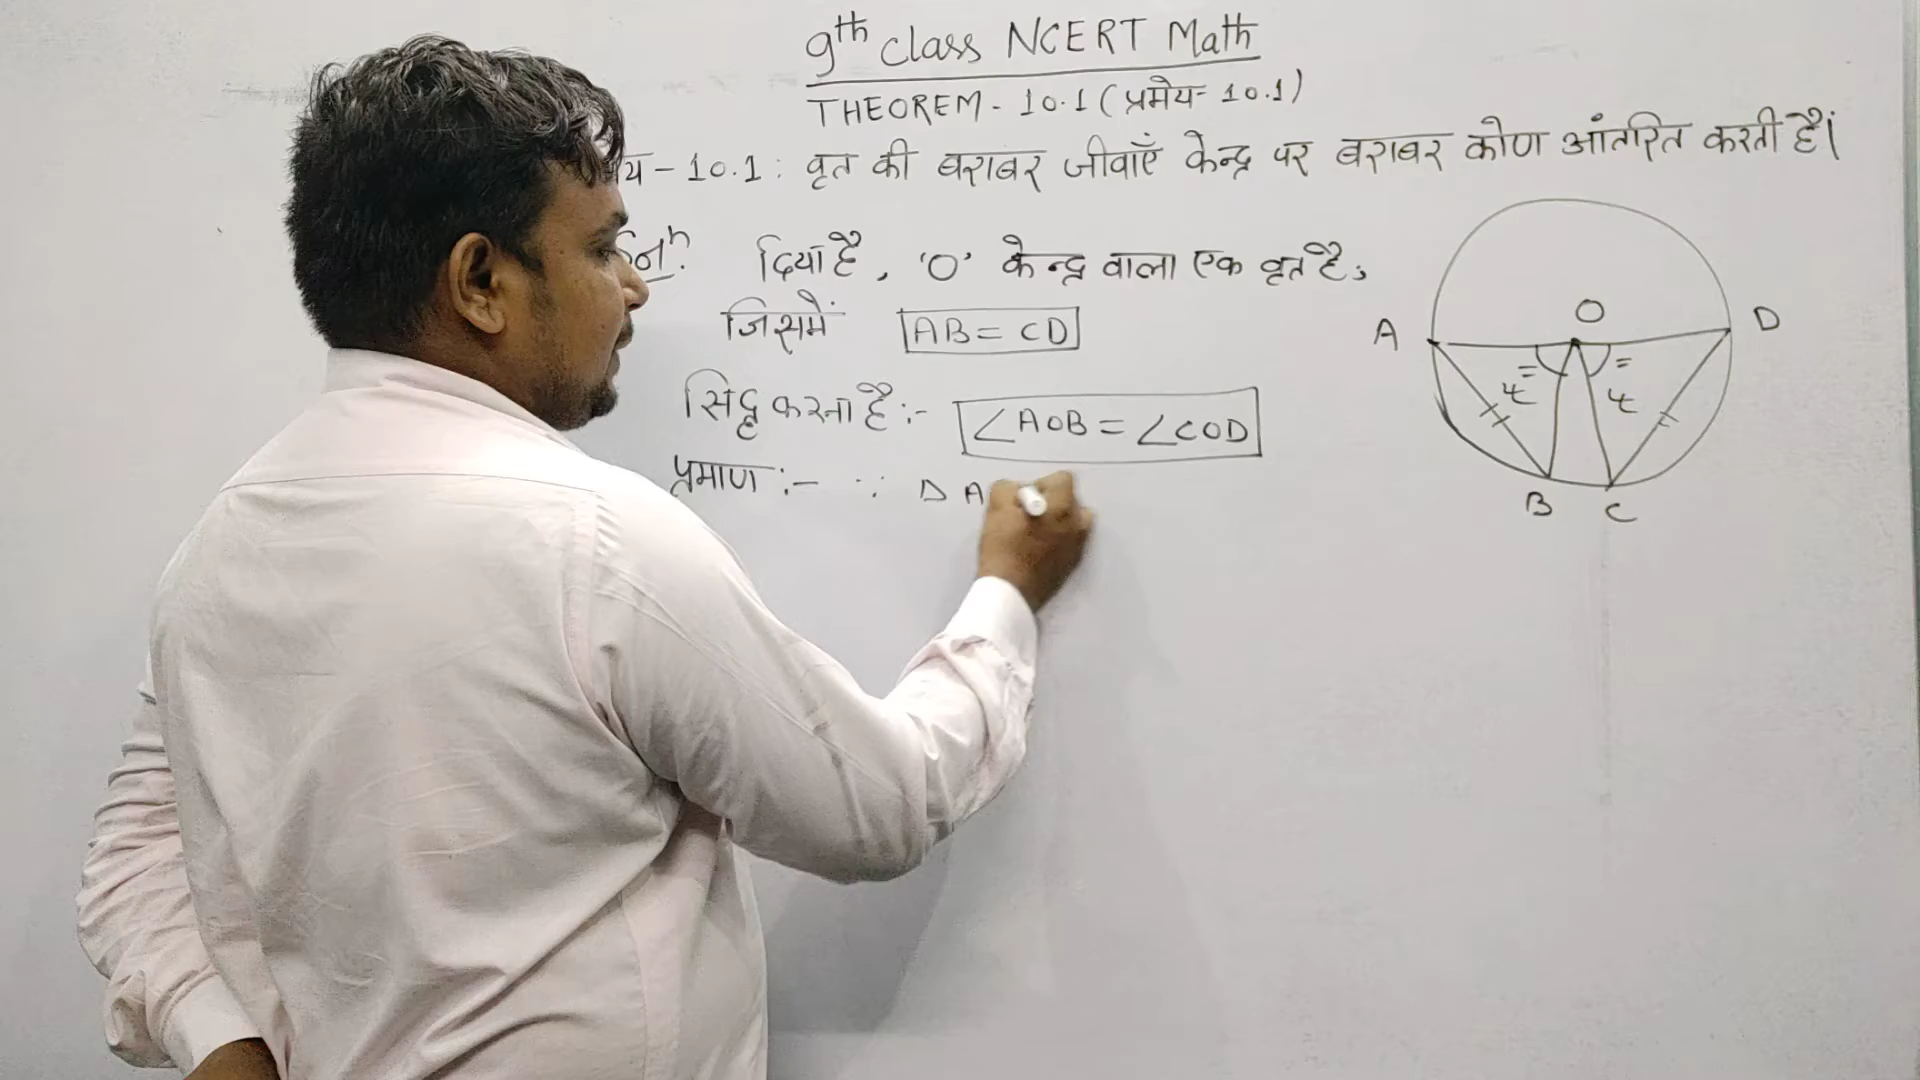 9th Class NCERT Math
THEOREM - 10.1 (प्रमेय- 10.1)
- 10.1 : वृत की बराबर जीवाएँ केन्द्र पर बराबर कोण आंतरित करती है।
दिया है, 'O' केन्द्र वाला एक वृत है,
जिसमें AB = CD
सिद्ध करना है :- ∠AOB = ∠COD
प्रमाण :- ∵ Δ A
O
A
D
=
=
B
C